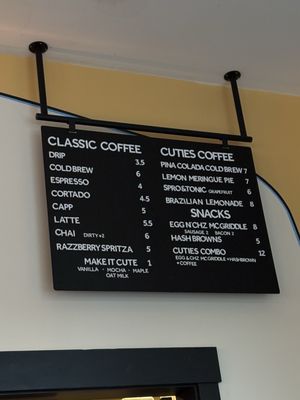 CLASSIC COFFEE
DRIP 3.5
COLD BREW 6
ESPRESSO 4
CORTADO 4.5
CAPP 5
LATTE 5.5
CHAI DIRTY +2 6
RAZZBERRY SPRITZA 5
MAKE IT CUTE 1
VANILLA • MOCHA • MAPLE
OAT MILK
CUTIES COFFEE
PINA COLADA COLD BREW 7
LEMON MERINGUE PIE 7
SPRO & TONIC GRAPEFRUIT 6
BRAZILIAN LEMONADE 8
SNACKS
EGG N' CHZ MCGRIDDLE 8
SAUSAGE 2 BACON 2
HASH BROWNS 5
CUTIES COMBO 12
EGG & CHZ MCGRIDDLE + HASHBROWN
+ COFFEE